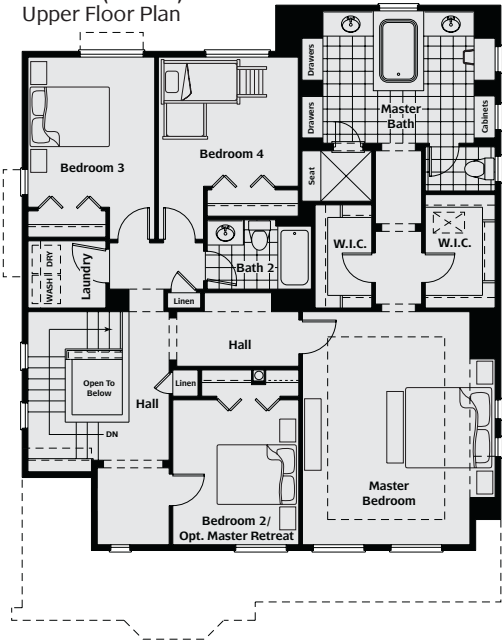 Upper Floor Plan
Drawers
Drawers
Master
Bath
Cabinets
Bedroom 3
Bedroom 4
Seat
W.I.C.
W.I.C.
Laundry
WASH
DRY
Bath 2
Linen
Hall
Open To
Below
Linen
Hall
DN
Master
Bedroom
Bedroom 2/
Opt. Master Retreat